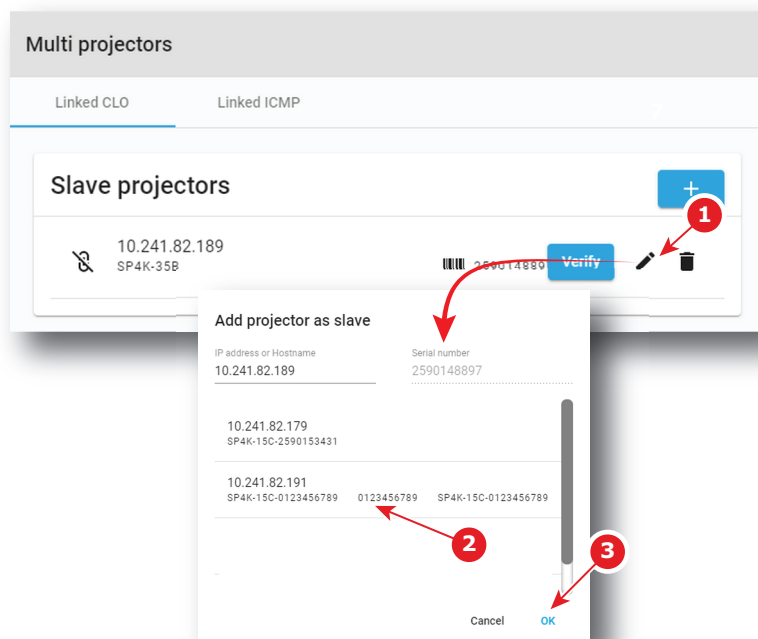 Multi projectors
Linked CLO Linked ICMP
Slave projectors
+
1
10.241.82.189
SP4K-35B
259014889
Verify
Add projector as slave
IP address or Hostname Serial number
10.241.82.189 2590148897
10.241.82.179
SP4K-15C-2590153431
10.241.82.191
SP4K-15C-0123456789 0123456789 SP4K-15C-0123456789
2
3
Cancel OK